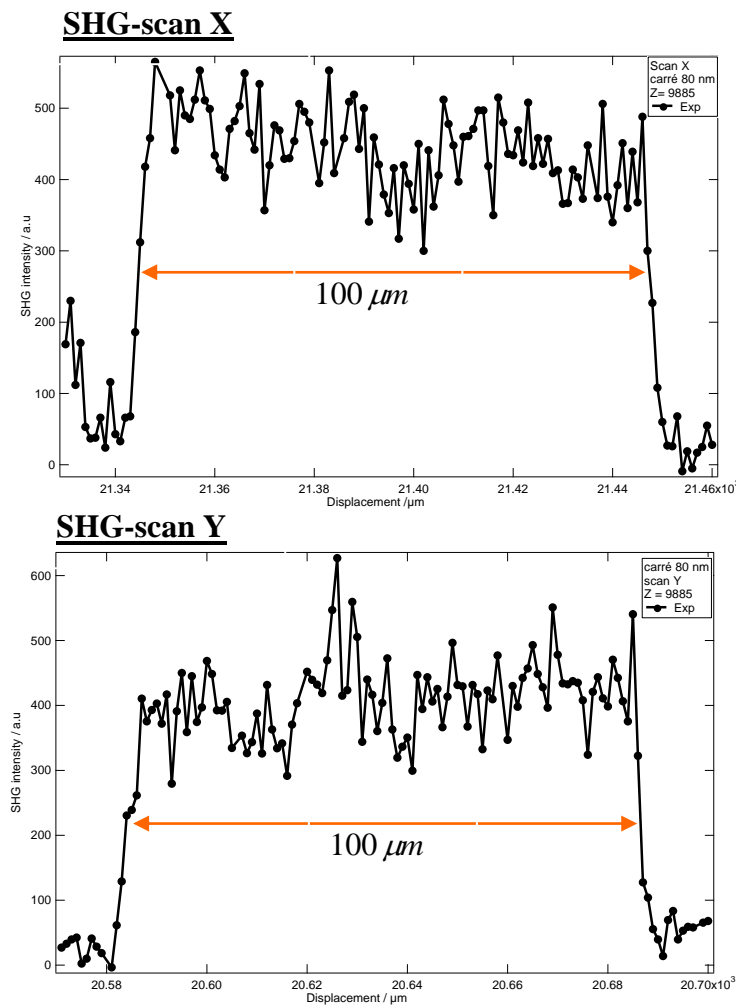 SHG-scan X
500
400
300
200
100
0
SHG intensity / a.u
Scan X
carré 80 nm
Z= 9885
Exp
100 μm
21.34
21.36
21.38
21.40
21.42
21.44
21.46x10³
Displacement /µm
SHG-scan Y
600
500
400
300
200
100
0
SHG intensity / a.u
carré 80 nm
scan Y
Z = 9885
Exp
100 μm
20.58
20.60
20.62
20.64
20.66
20.68
20.70x10³
Displacement / µm